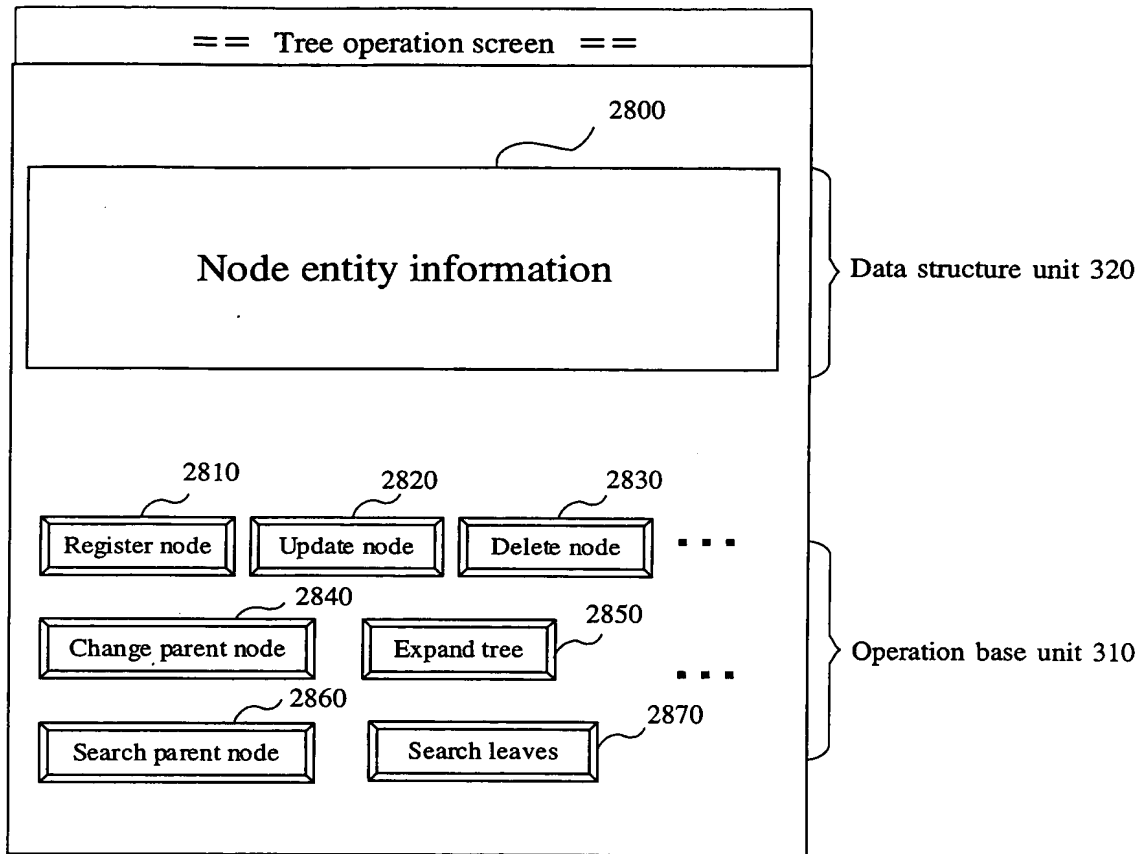 == Tree operation screen ==
2800
Node entity information
Data structure unit 320
2810 2820 2830
Register node Update node Delete node ...
2840 2850
Change parent node Expand tree ...
Operation base unit 310
2860 2870
Search parent node Search leaves